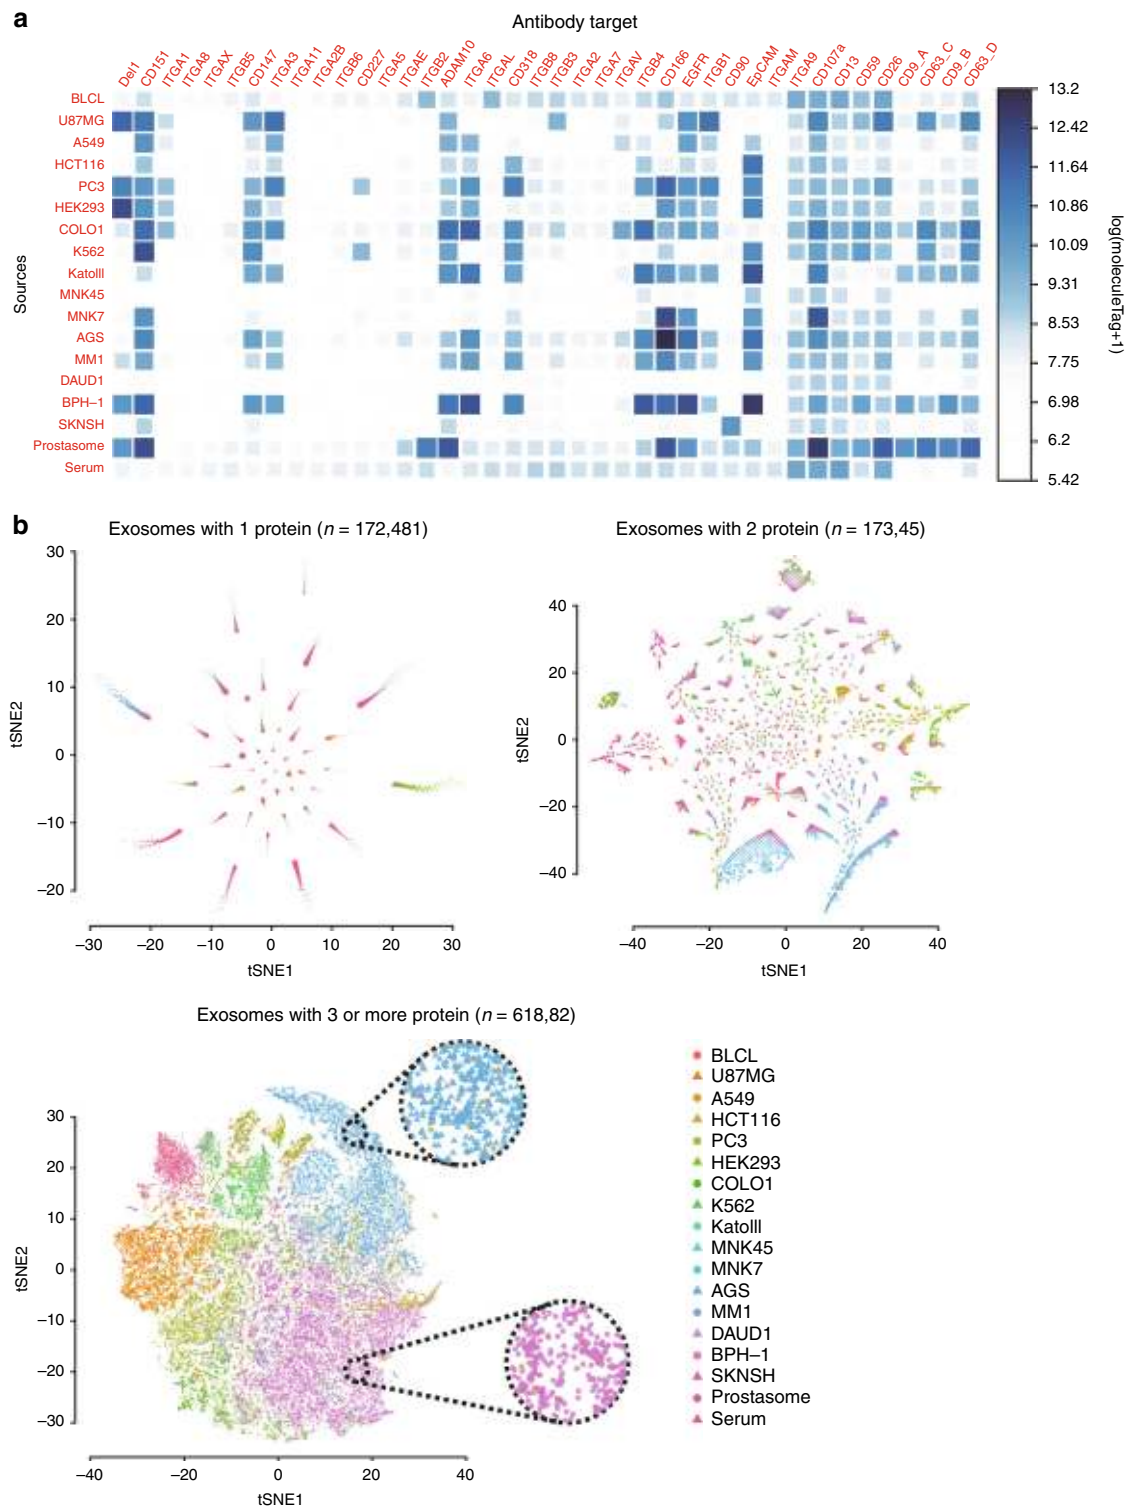 a
Antibody target
Del1 CD151 ITGA1 ITGA8 ITGAX ITGB5 CD147 ITGA3 ITGA11 ITGA2B ITGB6 CD227 ITGA5 ITGAE ITGB2 ADAM10 ITGA6 ITGAL CD318 ITGB8 ITGB3 ITGA2 ITGA7 ITGAV ITGB4 CD166 EGFR ITGB1 CD90 EpCAM ITGAM ITGA9 CD107a CD13 CD59 CD26 CD9_A CD63_C CD9_B CD63_D
Sources
BLCL
U87MG
A549
HCT116
PC3
HEK293
COLO1
K562
KatoIII
MNK45
MNK7
AGS
MM1
DAUD1
BPH–1
SKNSH
Prostasome
Serum
13.2
12.42
11.64
10.86
10.09
9.31
8.53
7.75
6.98
6.2
5.42
log(moleculeTag+1)
b
Exosomes with 1 protein (n = 172,481)
30
20
10
0
–10
–20
tSNE2
–30 –20 –10 0 10 20 30
tSNE1
Exosomes with 2 protein (n = 173,45)
40
20
0
–20
–40
tSNE2
–40 –20 0 20 40
tSNE1
Exosomes with 3 or more protein (n = 618,82)
30
20
10
0
–10
–20
–30
tSNE2
–40 –20 0 20 40
tSNE1
BLCL
U87MG
A549
HCT116
PC3
HEK293
COLO1
K562
KatoIII
MNK45
MNK7
AGS
MM1
DAUD1
BPH–1
SKNSH
Prostasome
Serum